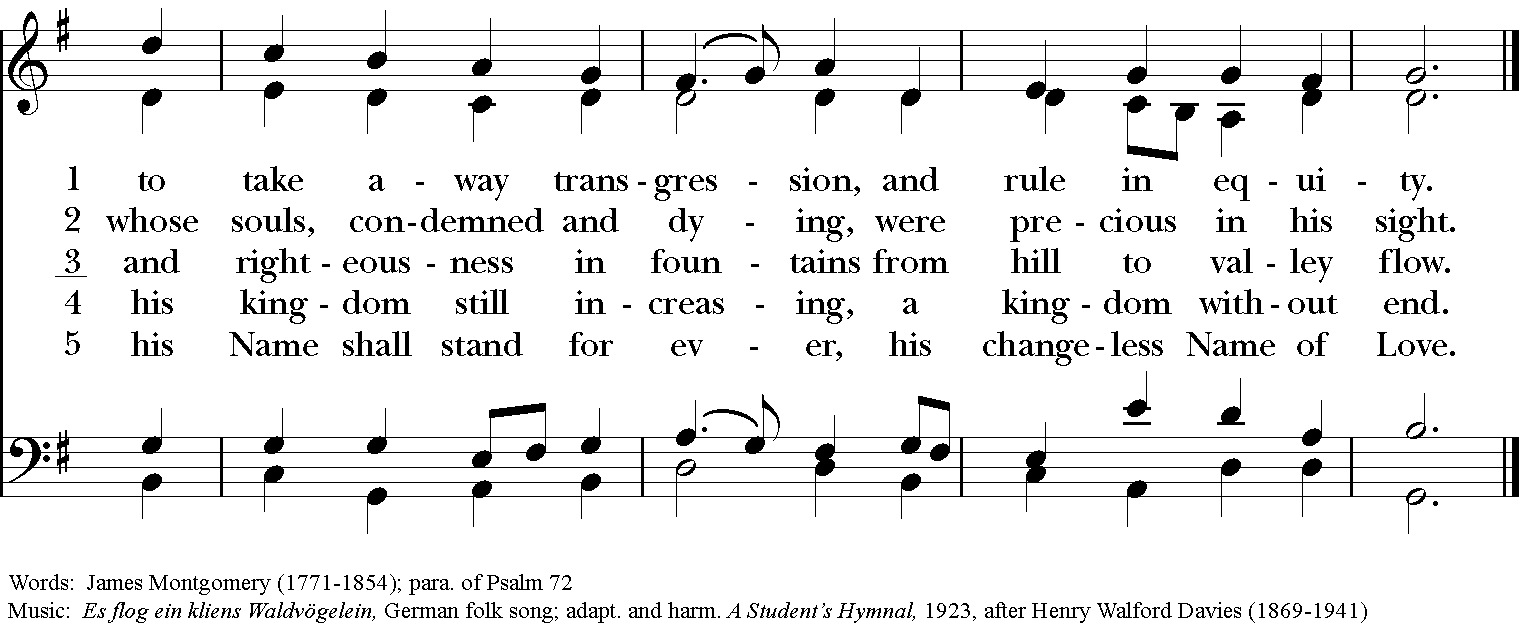 1 to take a - way trans - gres - sion, and rule in eq - ui - ty.
2 whose souls, con - demned and dy - ing, were pre - cious in his sight.
3 and right - eous - ness in foun - tains from hill to val - ley flow.
4 his king - dom still in - creas - ing, a king - dom with - out end.
5 his Name shall stand for ev - er, his change - less Name of Love.
Words: James Montgomery (1771-1854); para. of Psalm 72
Music: Es flog ein kliens Waldvögelein, German folk song; adapt. and harm. A Student's Hymnal, 1923, after Henry Walford Davies (1869-1941)